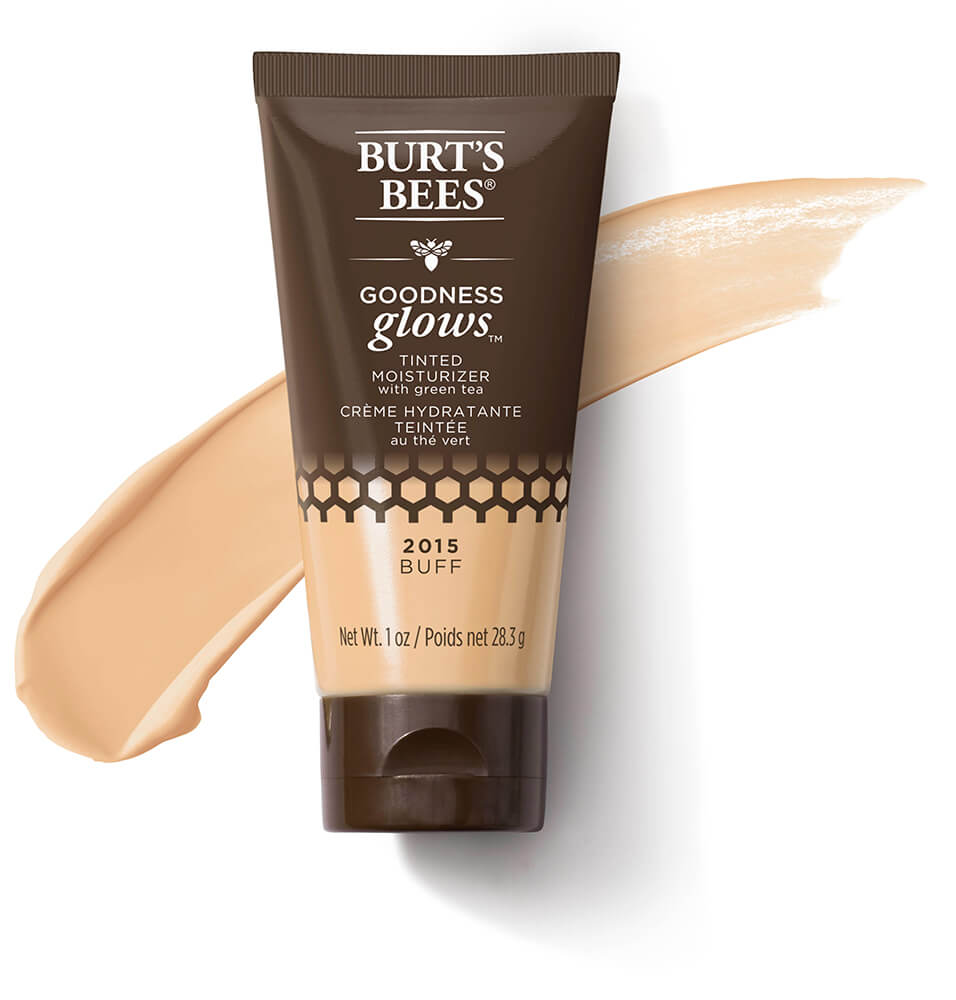 BURT'S
BEES®
GOODNESS
glows™
TINTED
MOISTURIZER
with green tea
CRÈME HYDRATANTE
TEINTÉE
au thé vert
2015
BUFF
Net Wt. 1 oz / Poids net 28.3 g